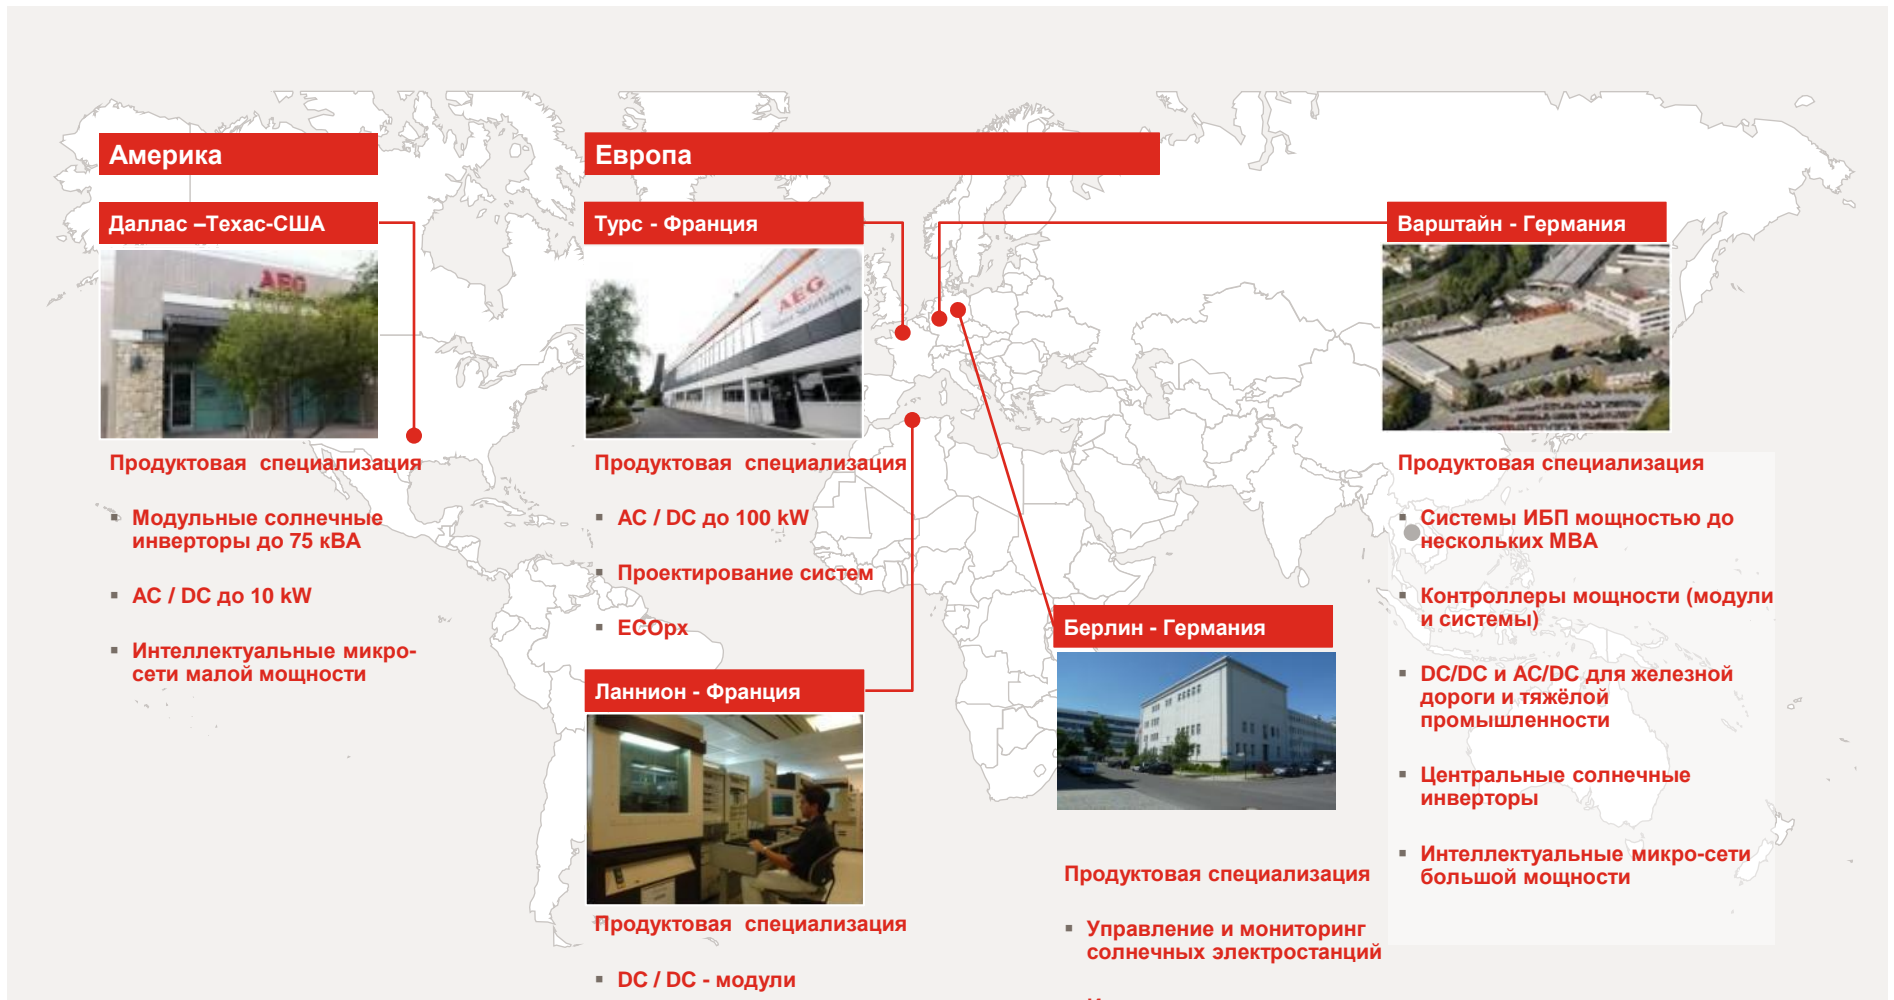 Америка
Даллас –Техас-США
AEG
Продуктовая специализация
Модульные солнечные
инверторы до 75 кВА
AC / DC до 10 kW
Интеллектуальные микро-
сети малой мощности
Европа
Турс - Франция
AEG
Продуктовая специализация
AC / DC до 100 kW
Проектирование систем
ECOpx
Ланнион - Франция
Продуктовая специализация
DC / DC - модули
Берлин - Германия
Продуктовая специализация
Управление и мониторинг
солнечных электростанций
Варштайн - Германия
Продуктовая специализация
Системы ИБП мощностью до
нескольких МВА
Контроллеры мощности (модули
и системы)
DC/DC и AC/DC для железной
дороги и тяжёлой
промышленности
Центральные солнечные
инверторы
Интеллектуальные микро-сети
большой мощности